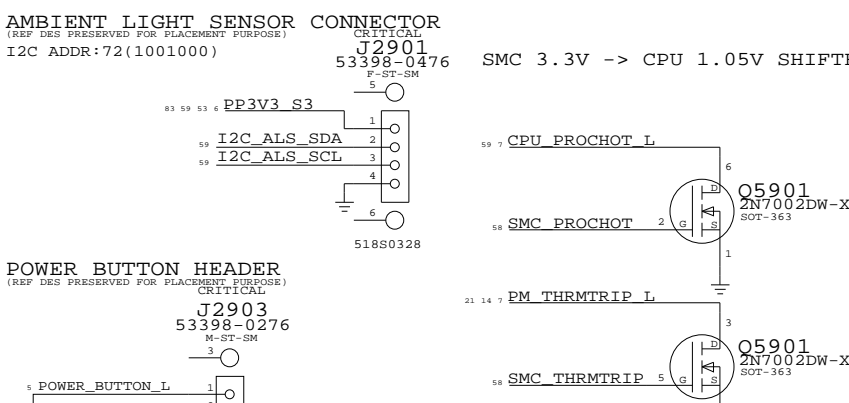 AMBIENT LIGHT SENSOR CONNECTOR
(REF DES PRESERVED FOR PLACEMENT PURPOSE)
CRITICAL
I2C ADDR:72(1001000)
J2901
53398-0476
F-ST-SM
5
83 59 53 6 PP3V3_S3
1
59 I2C_ALS_SDA 2
59 I2C_ALS_SCL 3
4
6
518S0328
SMC 3.3V -> CPU 1.05V
59 7 CPU_PROCHOT_L
6
D
Q5901
2N7002DW-X
SOT-363
58 SMC_PROCHOT 2 G S
1
POWER BUTTON HEADER
(REF DES PRESERVED FOR PLACEMENT PURPOSE)
CRITICAL
J2903
53398-0276
M-ST-SM
3
5 POWER_BUTTON_L 1
21 14 7 PM_THRMTRIP_L
3
D
Q5901
2N7002DW-X
SOT-363
58 SMC_THRMTRIP 5 G S